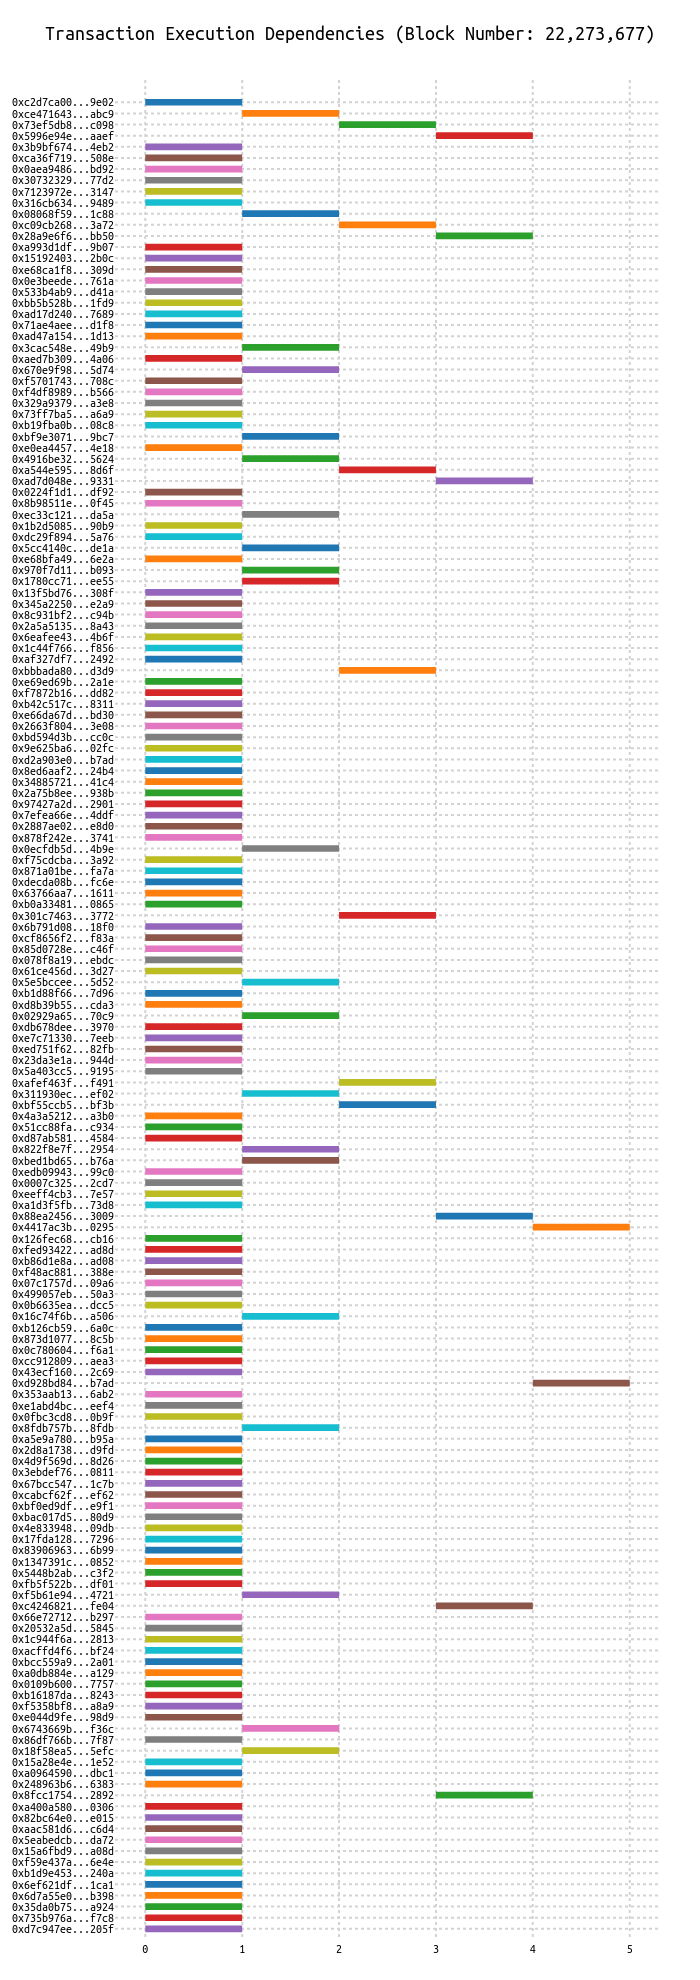 Transaction Execution Dependencies (Block Number: 22,273,677)
0xc2d7ca00...9e02
0xce471643...abc9
0x73ef5db8...c098
0x5996e94e...aaef
0x3b9bf674...4eb2
0xca36f719...508e
0x0aea9486...bd92
0x30732329...77d2
0x7123972e...3147
0x316cb634...9489
0x08068f59...1c88
0xc09cb268...3a72
0x28a9e6f6...bb50
0xa993d1df...9b07
0x15192403...2b0c
0xe68ca1f8...309d
0x0e3beede...761a
0x533b4ab9...d41a
0xbb5b528b...1fd9
0xad17d240...7689
0x71ae4aee...d1f8
0xad47a154...1d13
0x3cac548e...49b9
0xaed7b309...4a06
0x670e9f98...5d74
0xf5701743...708c
0xf4df8989...b566
0x329a9379...a3e8
0x73ff7ba5...a6a9
0xb19fba0b...08c8
0xbf9e3071...9bc7
0xe0ea4457...4e18
0x4916be32...5624
0xa544e595...8d6f
0xad7d048e...9331
0x0224f1d1...df92
0x8b98511e...0f45
0xec33c121...da5a
0x1b2d5085...90b9
0xdc29f894...5a76
0x5cc4140c...de1a
0xe68bfa49...6e2a
0x970f7d11...b093
0x1780cc71...ee55
0x13f5bd76...308f
0x345a2250...e2a9
0x8c931bf2...c94b
0x2a5a5135...8a43
0x6eafee43...4b6f
0x1c44f766...f856
0xaf327df7...2492
0xbbbada80...d3d9
0xe69ed69b...2a1e
0xf7872b16...dd82
0xb42c517c...8311
0xe66da67d...bd30
0x2663f804...3e08
0xbd594d3b...cc0c
0x9e625ba6...02fc
0xd2a903e0...b7ad
0x8ed6aaf2...24b4
0x34885721...41c4
0x2a75b8ee...938b
0x97427a2d...2901
0x7efea66e...4ddf
0x2887ae02...e8d0
0x878f242e...3741
0x0ecfdb5d...4b9e
0xf75cdcba...3a92
0x871a01be...fa7a
0xdecda08b...fc6e
0x63766aa7...1611
0xb0a33481...0865
0x301c7463...3772
0x6b791d08...18f0
0xcf8656f2...f83a
0x85d0728e...c46f
0x078f8a19...ebdc
0x61ce456d...3d27
0x5e5bccee...5d52
0xb1d88f66...7d96
0xd8b39b55...cda3
0x02929a65...70c9
0xdb678dee...3970
0xe7c71330...7eeb
0xed751f62...82fb
0x23da3e1a...944d
0x5a403cc5...9195
0xafef463f...f491
0x311930ec...ef02
0xbf55ccb5...bf3b
0x4a3a5212...a3b0
0x51cc88fa...c934
0xd87ab581...4584
0x822f8e7f...2954
0xbed1bd65...b76a
0xedb09943...99c0
0x0007c325...2cd7
0xeeff4cb3...7e57
0xa1d3f5fb...73d8
0x88ea2456...3009
0x4417ac3b...0295
0x126fec68...cb16
0xfed93422...ad8d
0xb86d1e8a...ad08
0xf48ac881...388e
0x07c1757d...09a6
0x499057eb...50a3
0x0b6635ea...dcc5
0x16c74f6b...a506
0xb126cb59...6a0c
0x873d1077...8c5b
0x0c780604...f6a1
0xcc912809...aea3
0x43ecf160...2c69
0xd928bd84...b7ad
0x353aab13...6ab2
0xe1abd4bc...eef4
0x0fbc3cd8...0b9f
0x8fdb757b...8fdb
0xa5e9a780...b95a
0x2d8a1738...d9fd
0x4d9f569d...8d26
0x3ebdef76...0811
0x67bcc547...1c7b
0xcabcf62f...ef62
0xbf0ed9df...e9f1
0xbac017d5...80d9
0x4e833948...09db
0x17fda128...7296
0x83906963...6b99
0x1347391c...0852
0x5448b2ab...c3f2
0xfb5f522b...df01
0xf5b61e94...4721
0xc4246821...fe04
0x66e72712...b297
0x20532a5d...5845
0x1c944f6a...2813
0xacffd4f6...bf24
0xbcc559a9...2a01
0xa0db884e...a129
0x0109b600...7757
0xb16187da...8243
0xf5358bf8...a8a9
0xe044d9fe...98d9
0x6743669b...f36c
0x86df766b...7f87
0x18f58ea5...5efc
0x15a28e4e...1e52
0xa0964590...dbc1
0x248963b6...6383
0x8fcc1754...2892
0xa400a580...0306
0x82bc64e0...e015
0xaac581d6...c6d4
0x5eabedcb...da72
0x15a6fbd9...a08d
0xf59e437a...6e4e
0xb1d9e453...240a
0x6ef621df...1ca1
0x6d7a55e0...b398
0x35da0b75...a924
0x735b976a...f7c8
0xd7c947ee...205f
0 1 2 3 4 5